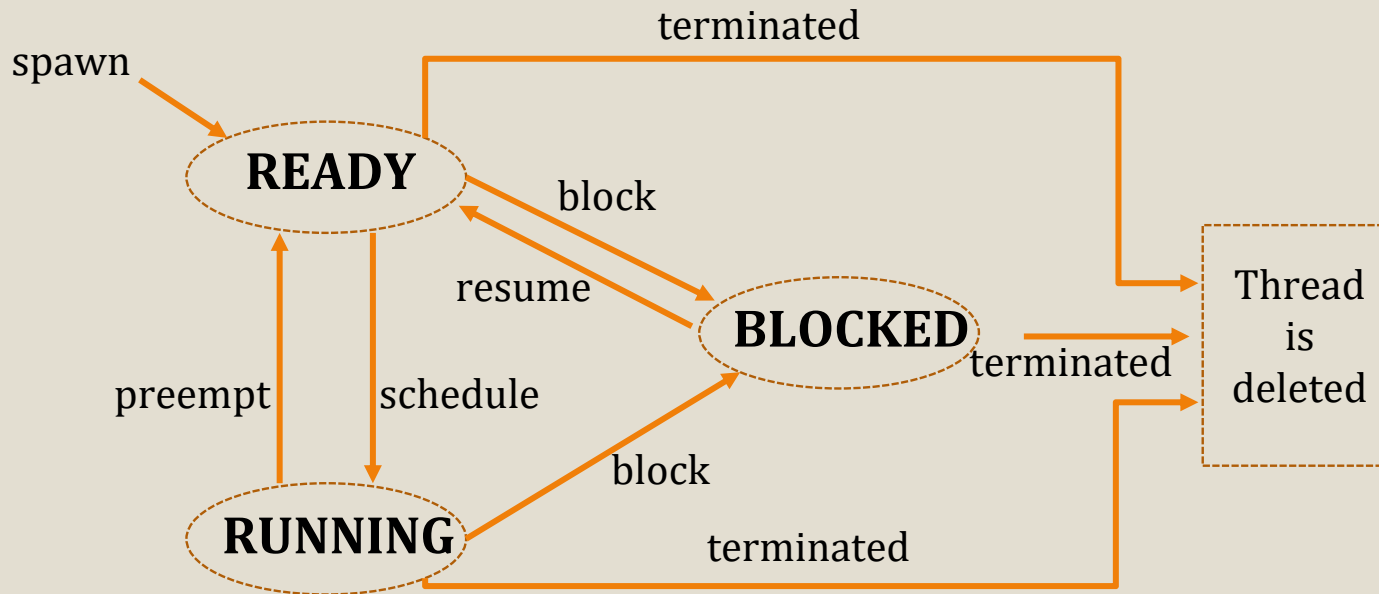 terminated
spawn
READY
block
resume
BLOCKED
terminated
Thread
is
deleted
preempt
schedule
block
RUNNING
terminated